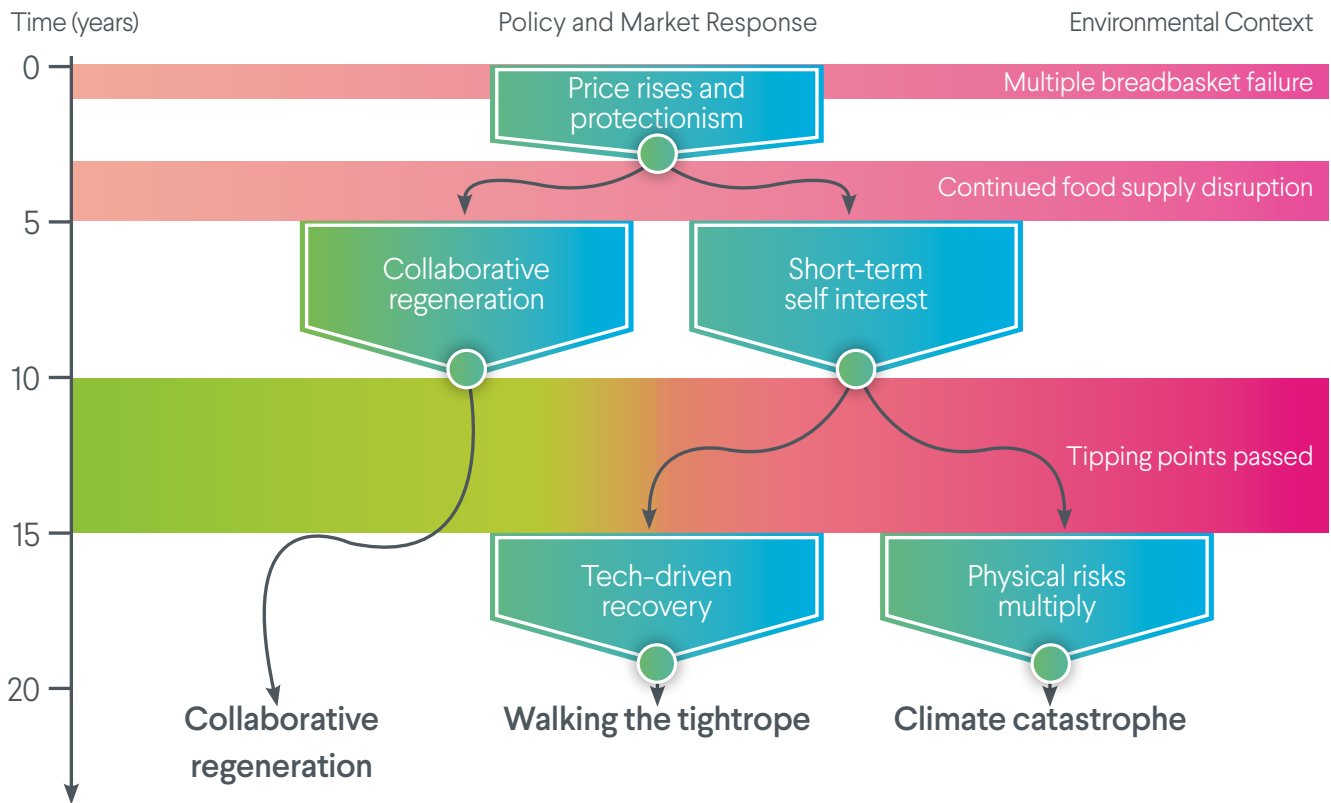 Time (years)
Policy and Market Response
Environmental Context
0
Price rises and
protectionism
Multiple breadbasket failure
Continued food supply disruption
5
Collaborative
regeneration
Short-term
self interest
10
Tipping points passed
15
Tech-driven
recovery
Physical risks
multiply
20
Collaborative
regeneration
Walking the tightrope
Climate catastrophe